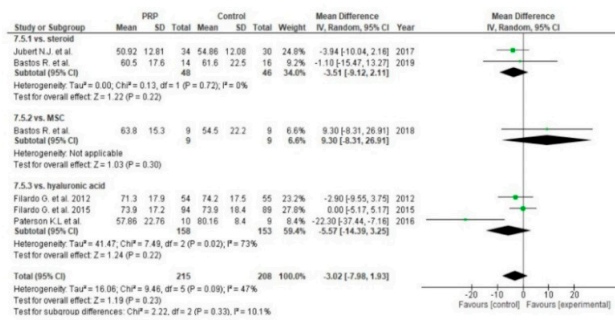 PRP Control Mean Difference Mean Difference
Study or Subgroup Mean SD Total Mean SD Total Weight IV, Random, 95% CI Year IV, Random, 95% CI
7.5.1 vs. steroid
Jubert N.J. et al. 50.92 12.81 34 54.86 12.08 30 24.8% -3.94 [-10.04, 2.16] 2017
Bastos R. et al. 60.5 17.6 14 61.6 22.5 16 9.2% -1.10 [-15.47, 13.27] 2019
Subtotal (95% CI) 48 46 34.0% -3.51 [-9.12, 2.11]
Heterogeneity: Tau² = 0.00; Chi² = 0.13, df = 1 (P = 0.72); I² = 0%
Test for overall effect: Z = 1.22 (P = 0.22)
7.5.2 vs. MSC
Bastos R. et al. 63.8 15.3 9 54.5 22.2 9 6.6% 9.30 [-8.31, 26.91] 2018
Subtotal (95% CI) 9 9 6.6% 9.30 [-8.31, 26.91]
Heterogeneity: Not applicable
Test for overall effect: Z = 1.03 (P = 0.30)
7.5.3 vs. hyaluronic acid
Filardo G. et al. 2012 71.3 17.9 54 74.2 17.5 55 23.2% -2.90 [-9.55, 3.75] 2012
Filardo G. et al. 2015 73.9 17.2 94 73.9 18.4 89 27.8% 0.00 [-5.17, 5.17] 2015
Paterson K.L et al. 57.86 22.76 10 80.16 8.4 9 8.4% -22.30 [-37.44, -7.16] 2016
Subtotal (95% CI) 158 153 59.4% -5.57 [-14.39, 3.25]
Heterogeneity: Tau² = 41.47; Chi² = 7.49, df = 2 (P = 0.02); I² = 73%
Test for overall effect: Z = 1.24 (P = 0.22)
Total (95% CI) 215 208 100.0% -3.02 [-7.98, 1.93]
Heterogeneity: Tau² = 16.06; Chi² = 9.46, df = 5 (P = 0.09); I² = 47%
Test for overall effect: Z = 1.19 (P = 0.23)
Test for subgroup differences: Chi² = 2.22, df = 2 (P = 0.33), I² = 10.1%
-20 -10 0 10 20
Favours [control] Favours [experimental]